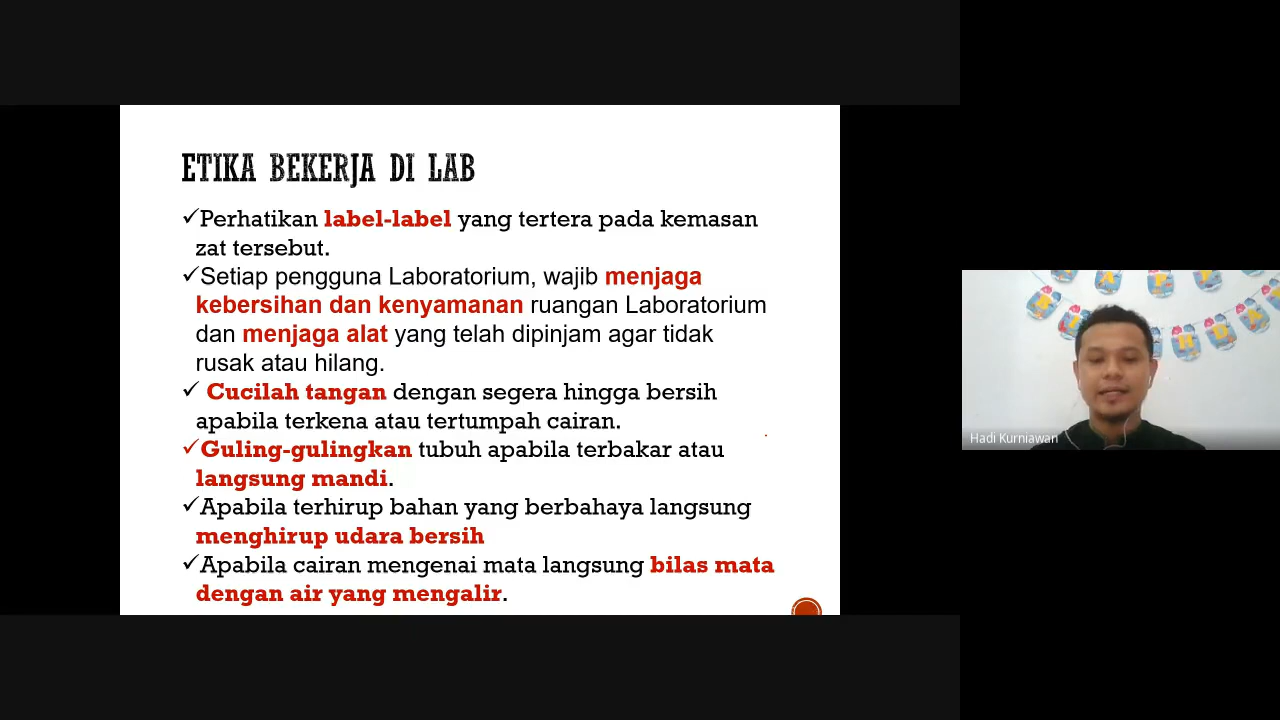 ETIKA BEKERJA DI LAB
✓Perhatikan label-label yang tertera pada kemasan
zat tersebut.
✓Setiap pengguna Laboratorium, wajib menjaga
kebersihan dan kenyamanan ruangan Laboratorium
dan menjaga alat yang telah dipinjam agar tidak
rusak atau hilang.
✓ Cucilah tangan dengan segera hingga bersih
apabila terkena atau tertumpah cairan.
✓Guling-gulingkan tubuh apabila terbakar atau
langsung mandi.
✓Apabila terhirup bahan yang berbahaya langsung
menghirup udara bersih
✓Apabila cairan mengenai mata langsung bilas mata
dengan air yang mengalir.
Hadi Kurniawan